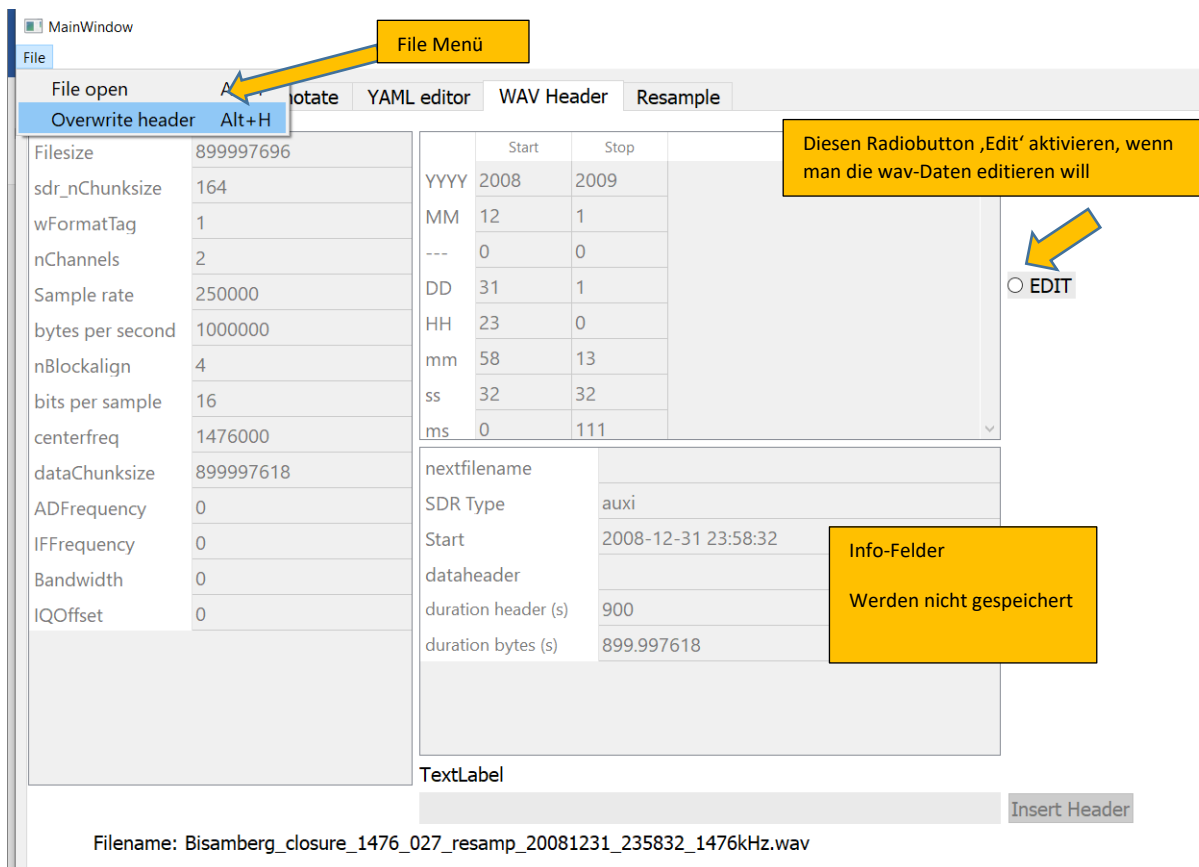 MainWindow
File Menü
File
File open
otate YAML editor WAV Header Resample
Overwrite header Alt+H
Diesen Radiobutton ‚Edit‘ aktivieren, wenn
man die wav-Daten editieren will
EDIT
Filesize 899997696
sdr_nChunksize 164
wFormatTag 1
nChannels 2
Sample rate 250000
bytes per second 1000000
nBlockalign 4
bits per sample 16
centerfreq 1476000
dataChunksize 899997618
ADFrequency 0
IFFrequency 0
Bandwidth 0
IQOffset 0
Start Stop
YYYY 2008 2009
MM 12 1
--- 0 0
DD 31 1
HH 23 0
mm 58 13
ss 32 32
ms 0 111
nextfilename
SDR Type auxi
Start 2008-12-31 23:58:32
dataheader
duration header (s) 900
duration bytes (s) 899.997618
Info-Felder
Werden nicht gespeichert
TextLabel
Insert Header
Filename: Bisamberg_closure_1476_027_resamp_20081231_235832_1476kHz.wav